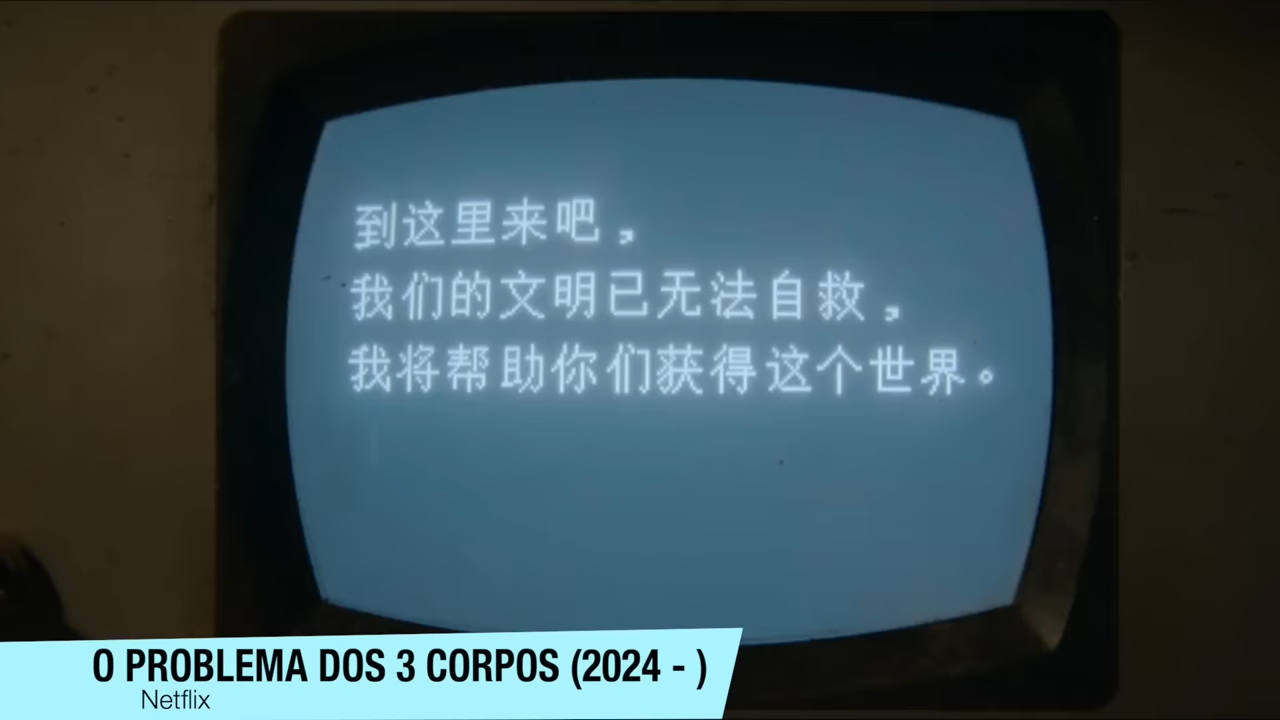 到这里来吧，
我们的文明已无法自救，
我将帮助你们获得这个世界。
O PROBLEMA DOS 3 CORPOS (2024 - )
Netflix